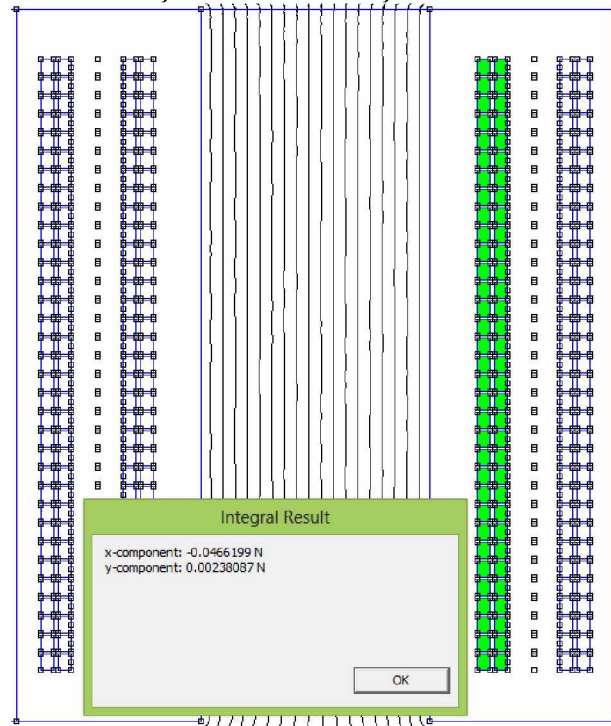 Integral Result
x-component: -0.0466199 N
y-component: 0.00238087 N
OK